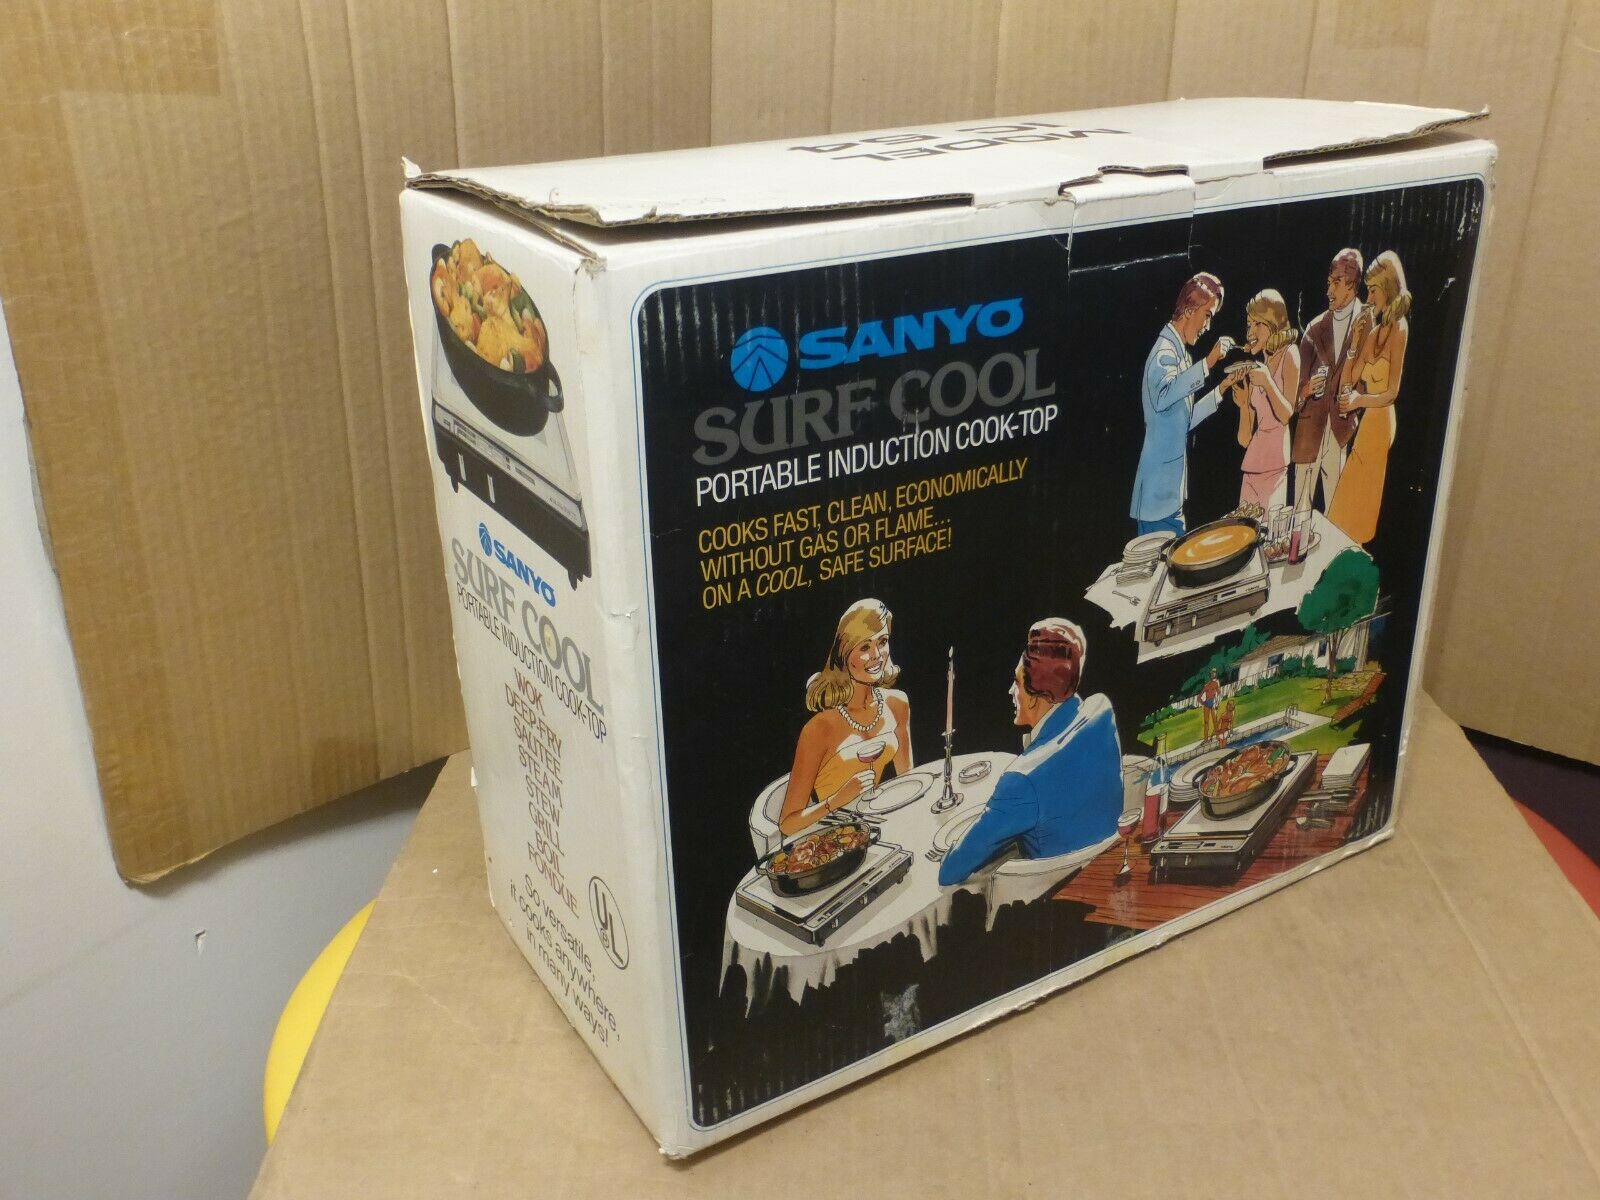 MODEL
IC 5A
SANYO
SURF COOL
PORTABLE INDUCTION COOK-TOP
COOKS FAST, CLEAN, ECONOMICALLY
WITHOUT GAS OR FLAME...
ON A COOL, SAFE SURFACE!
SANYO
SURF COOL
PORTABLE INDUCTION COOK-TOP
WOK
DEEP-FRY
SAUTEE
STEAM
STEW
GRILL
BOIL
FONDUE
So versatile,
it cooks anywhere,
in many ways!
UL